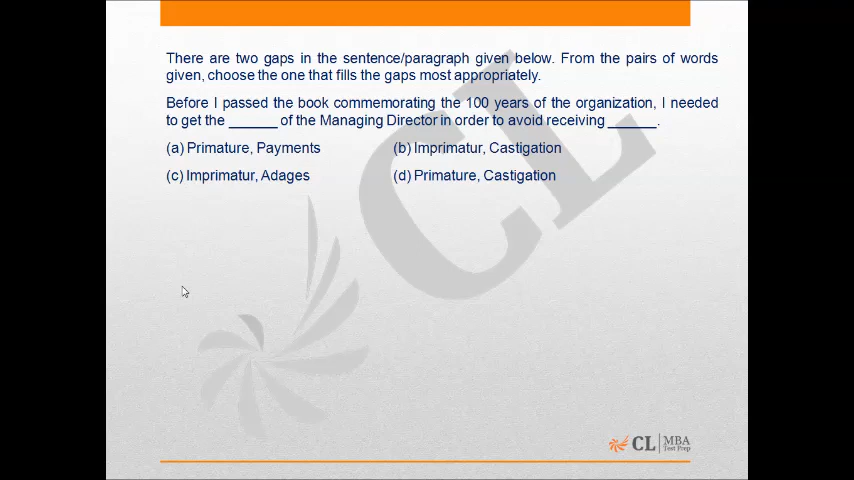 There are two gaps in the sentence/paragraph given below. From the pairs of words
given, choose the one that fills the gaps most appropriately.
Before I passed the book commemorating the 100 years of the organization, I needed
to get the ______ of the Managing Director in order to avoid receiving ______.
(a) Primature, Payments (b) Imprimatur, Castigation
(c) Imprimatur, Adages (d) Primature, Castigation
CL
CL MBA
Test Prep